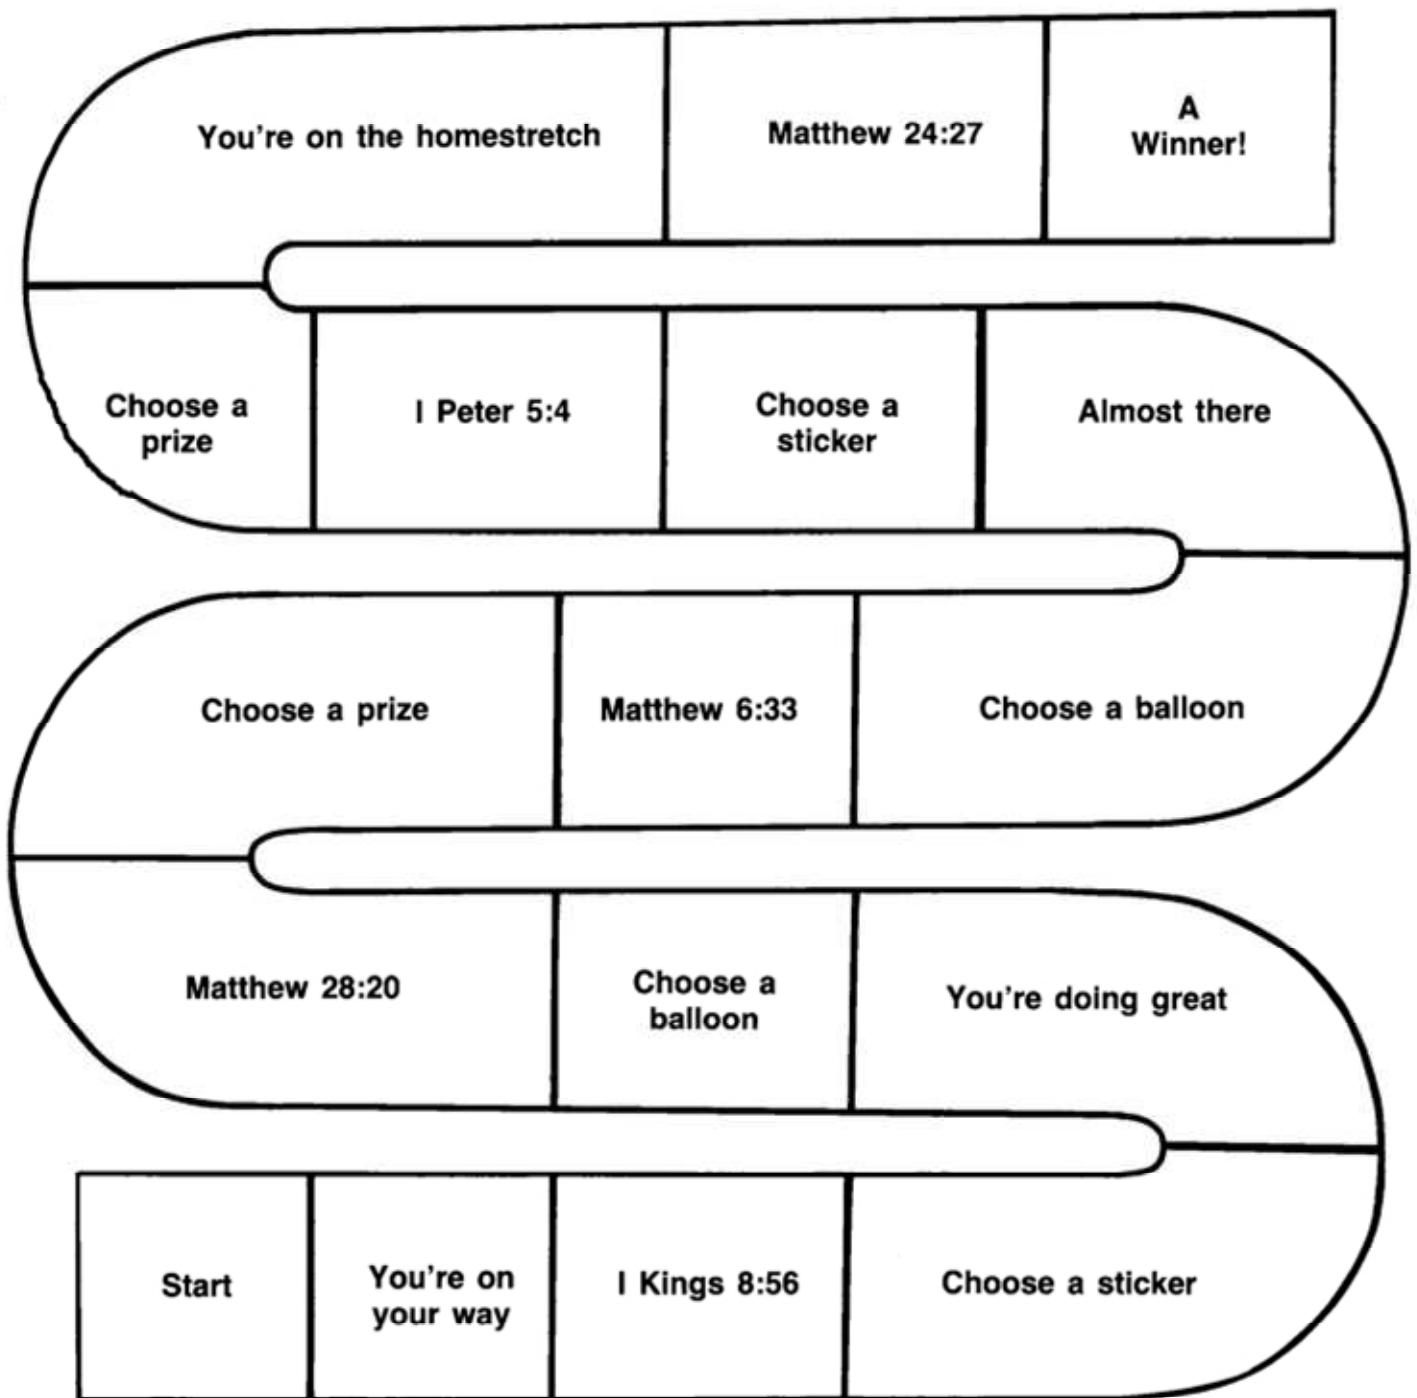 You're on the homestretch
Matthew 24:27
A
Winner!
Choose a
prize
I Peter 5:4
Choose a
sticker
Almost there
Choose a prize
Matthew 6:33
Choose a balloon
Matthew 28:20
Choose a
balloon
You're doing great
Start
You're on
your way
I Kings 8:56
Choose a sticker